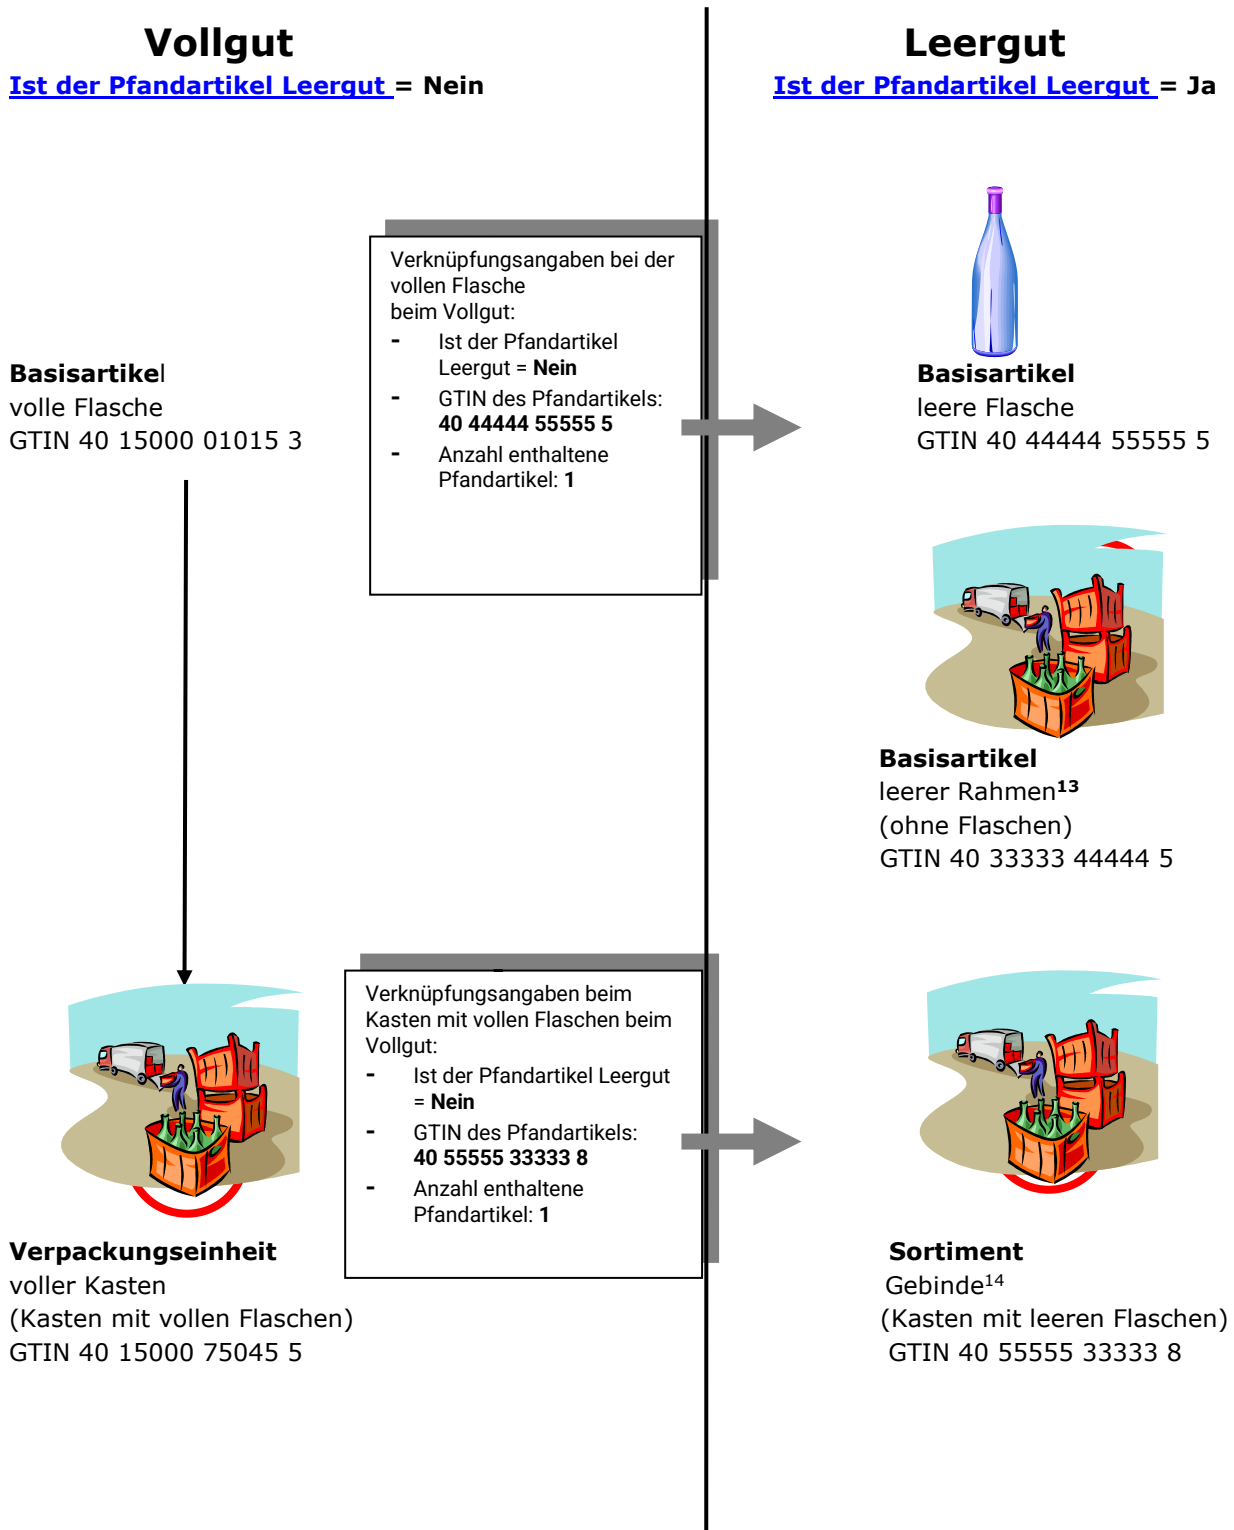 Vollgut
Ist der Pfandartikel Leergut = Nein
Leergut
Ist der Pfandartikel Leergut = Ja
Verknüpfungsangaben bei der
vollen Flasche
beim Vollgut:
- Ist der Pfandartikel
Leergut = Nein
- GTIN des Pfandartikels:
40 44444 55555 5
- Anzahl enthaltene
Pfandartikel: 1
Basisartikel
volle Flasche
GTIN 40 15000 01015 3
Basisartikel
leere Flasche
GTIN 40 44444 55555 5
Basisartikel
leerer Rahmen13
(ohne Flaschen)
GTIN 40 33333 44444 5
Verknüpfungsangaben beim
Kasten mit vollen Flaschen beim
Vollgut:
- Ist der Pfandartikel Leergut
= Nein
- GTIN des Pfandartikels:
40 55555 33333 8
- Anzahl enthaltene
Pfandartikel: 1
Verpackungseinheit
voller Kasten
(Kasten mit vollen Flaschen)
GTIN 40 15000 75045 5
Sortiment
Gebinde14
(Kasten mit leeren Flaschen)
GTIN 40 55555 33333 8